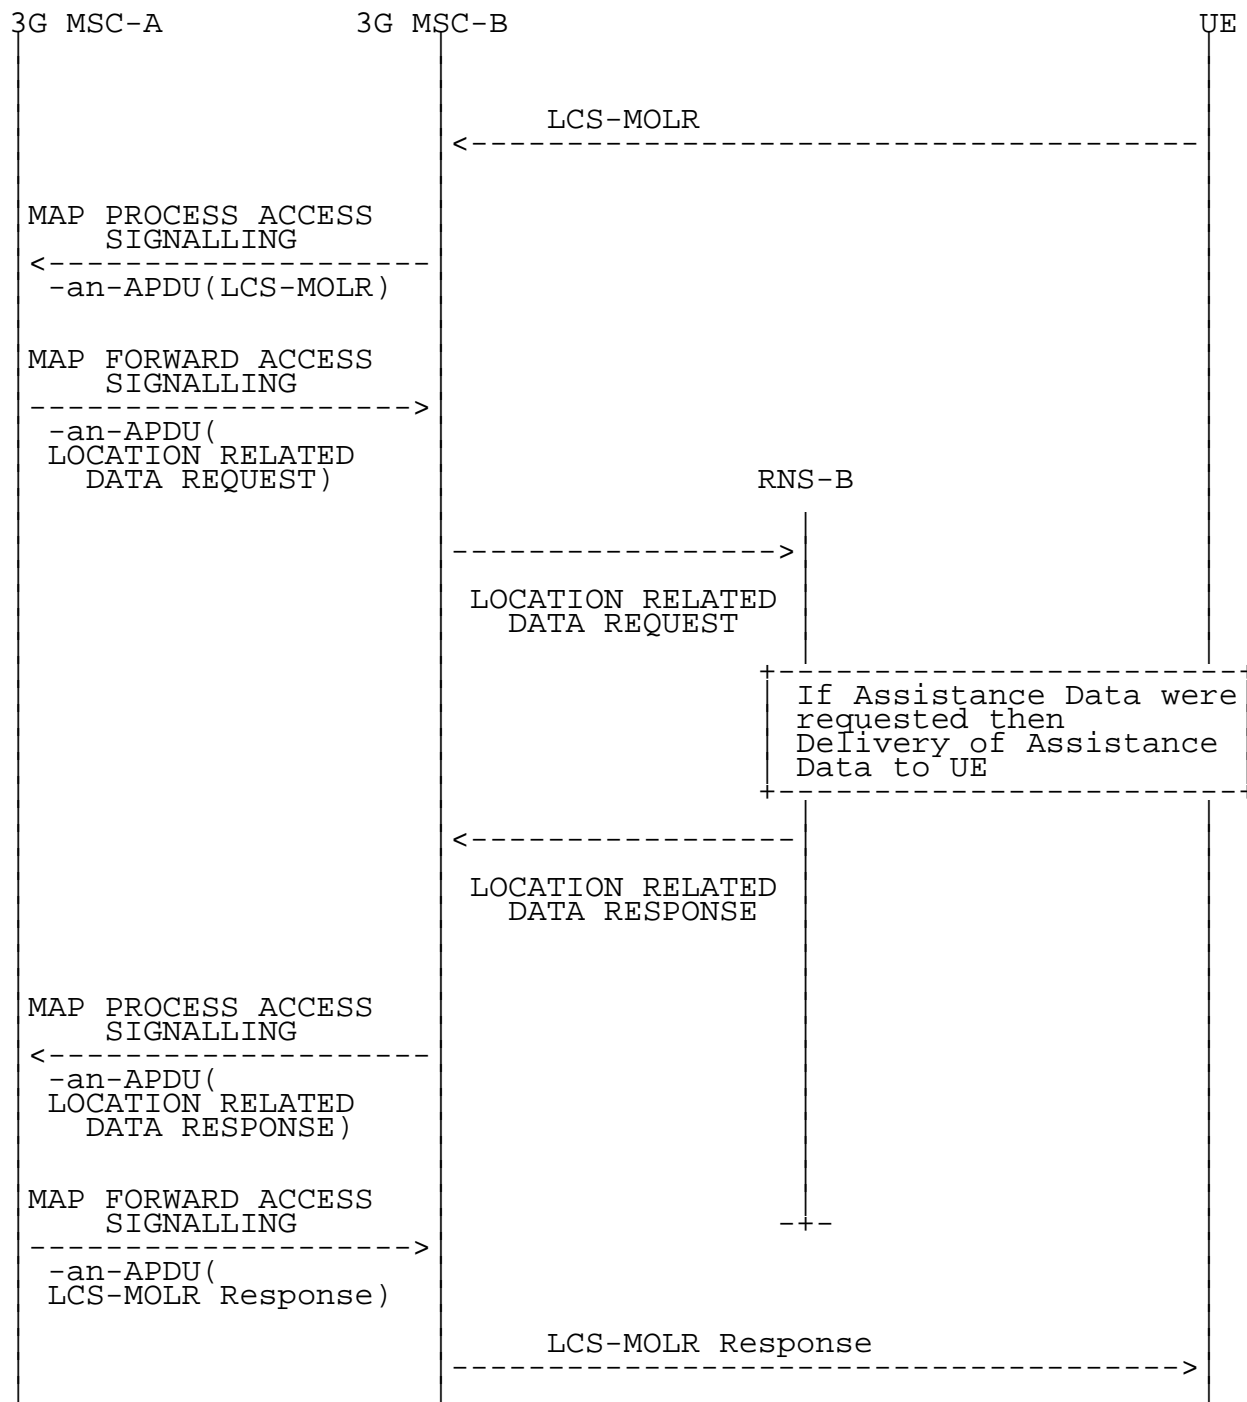 3G MSC-A 3G MSC-B UE
LCS-MOLR
MAP PROCESS ACCESS
SIGNALLING
-an-APDU(LCS-MOLR)
MAP FORWARD ACCESS
SIGNALLING
-an-APDU(
LOCATION RELATED
DATA REQUEST)
RNS-B
LOCATION RELATED
DATA REQUEST
If Assistance Data were
requested then
Delivery of Assistance
Data to UE
LOCATION RELATED
DATA RESPONSE
MAP PROCESS ACCESS
SIGNALLING
-an-APDU(
LOCATION RELATED
DATA RESPONSE)
MAP FORWARD ACCESS
SIGNALLING
-an-APDU(
LCS-MOLR Response)
LCS-MOLR Response